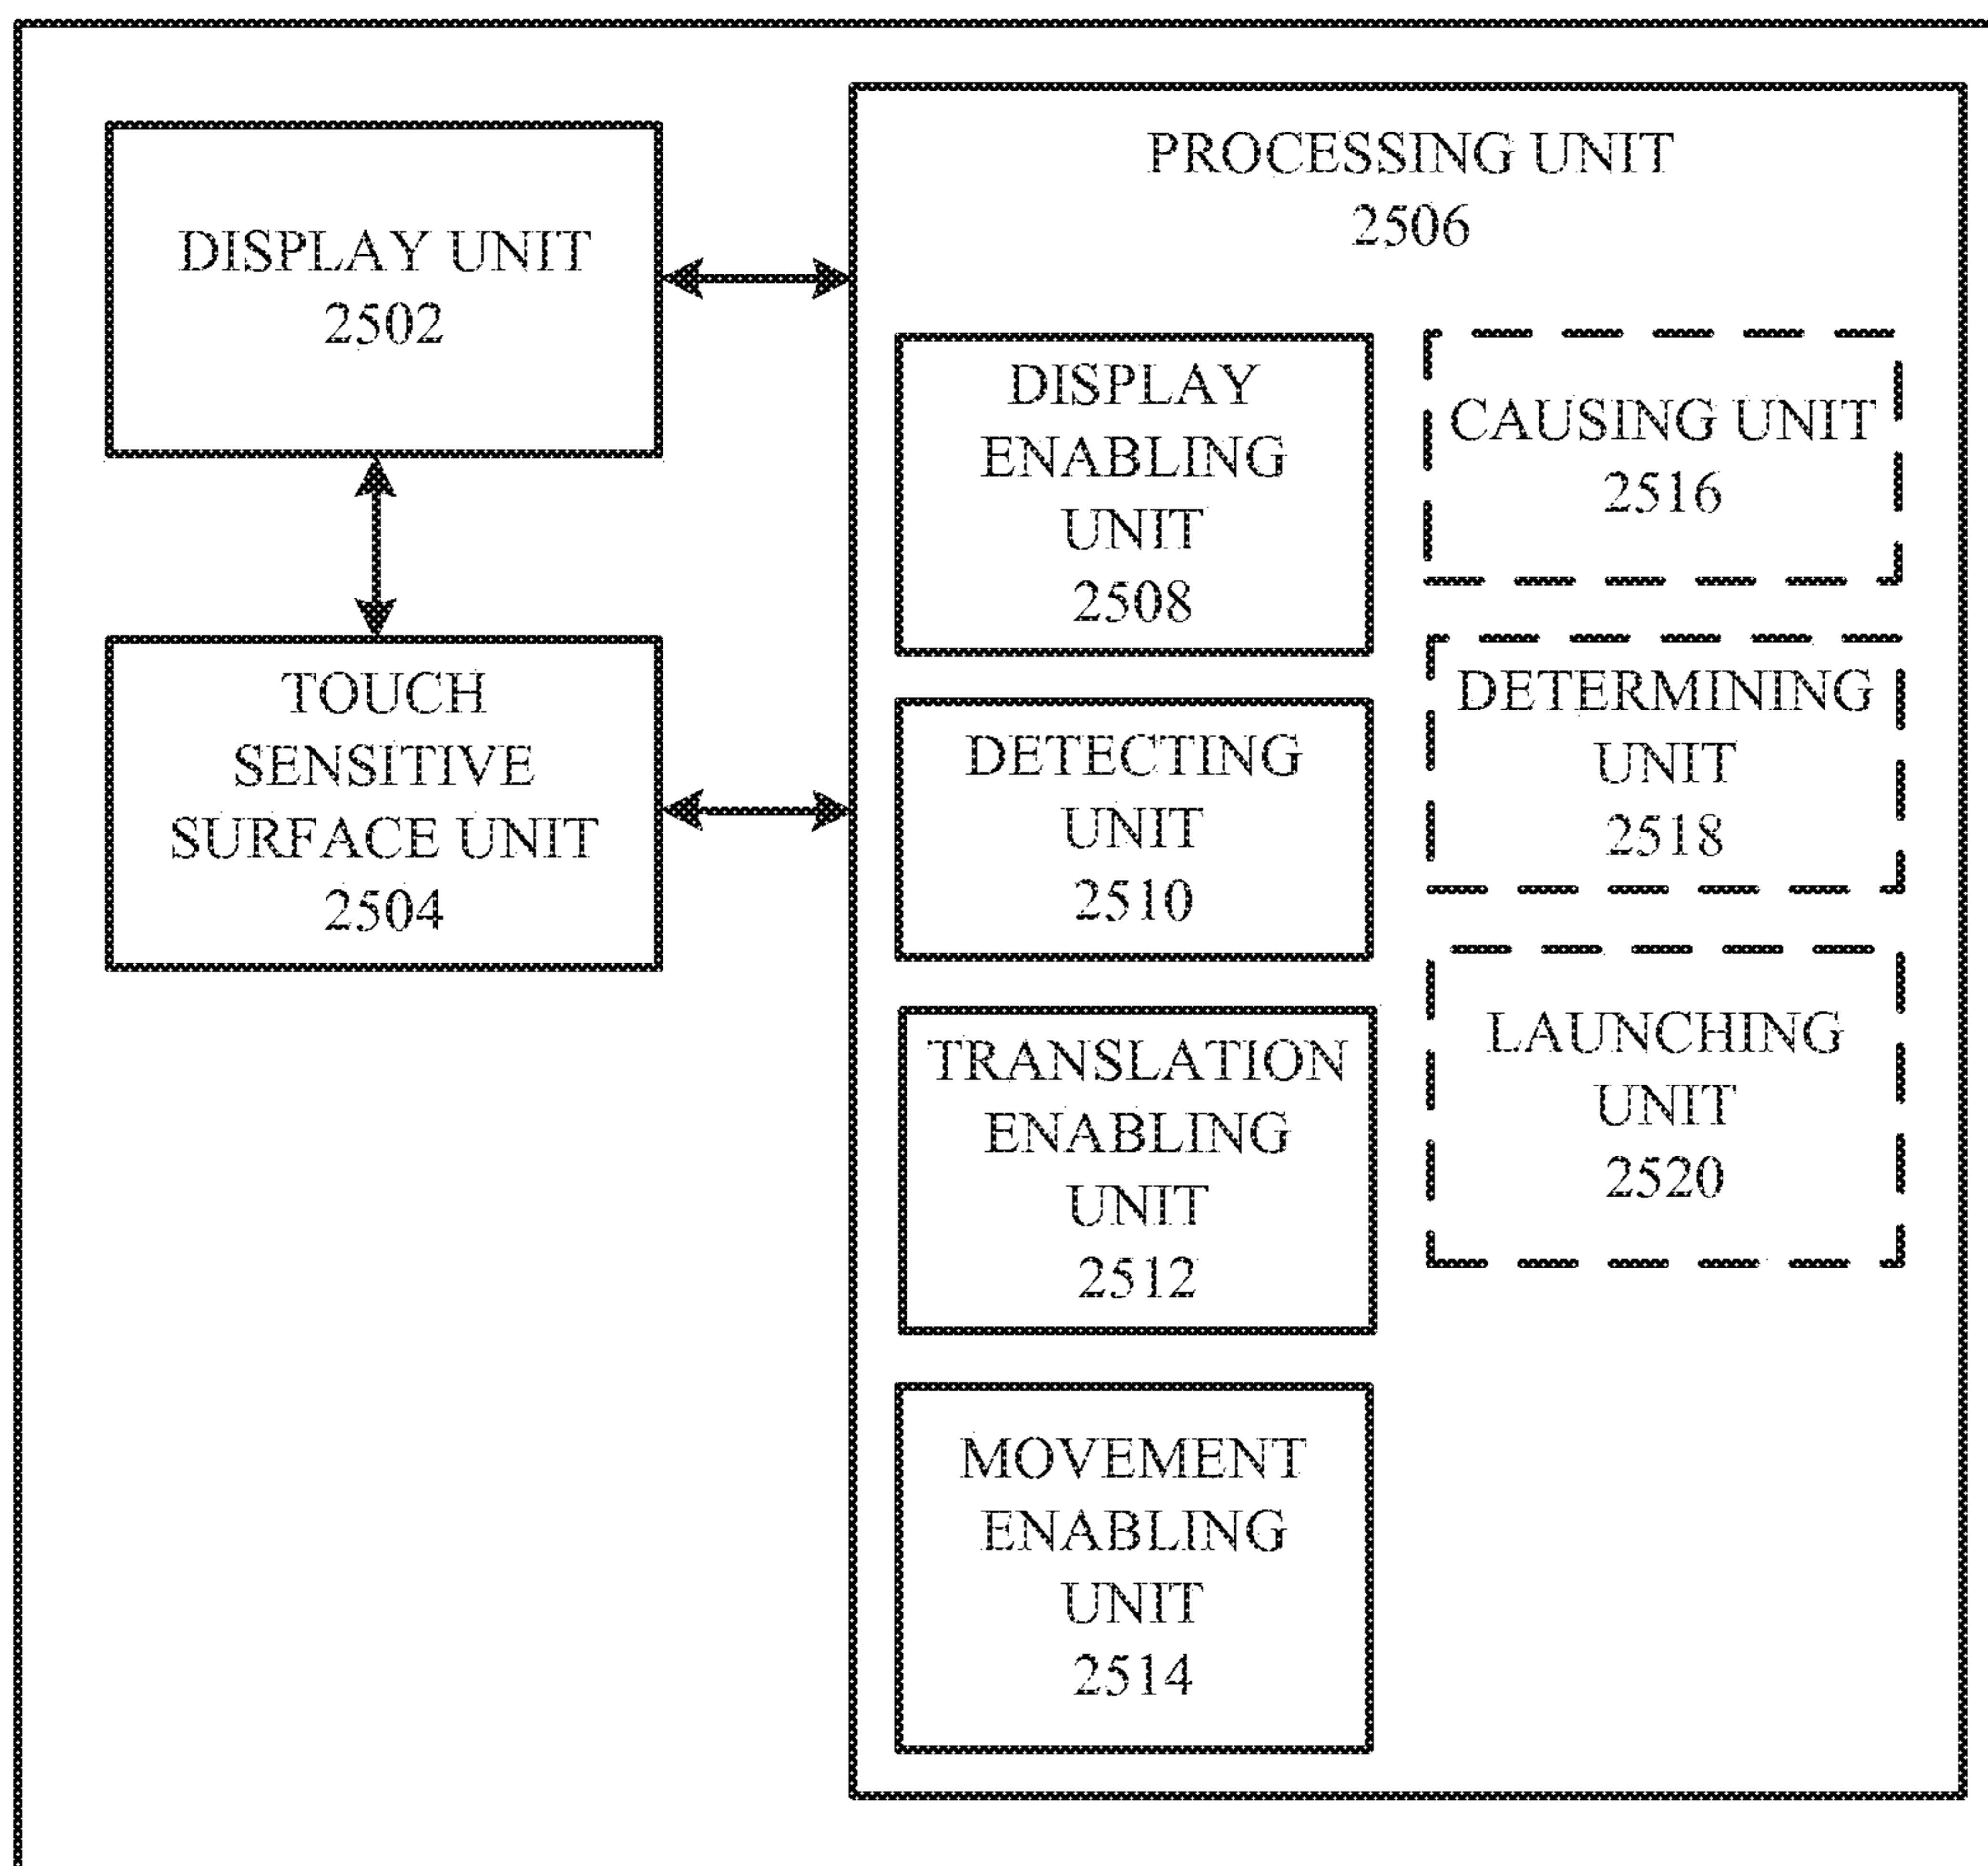 DISPLAY UNIT
2502
TOUCH
SENSITIVE
SURFACE UNIT
2504
PROCESSING UNIT
2506
DISPLAY
ENABLING
UNIT
2508
DETECTING
UNIT
2510
TRANSLATION
ENABLING
UNIT
2512
MOVEMENT
ENABLING
UNIT
2514
CAUSING UNIT
2516
DETERMINING
UNIT
2518
LAUNCHING
UNIT
2520